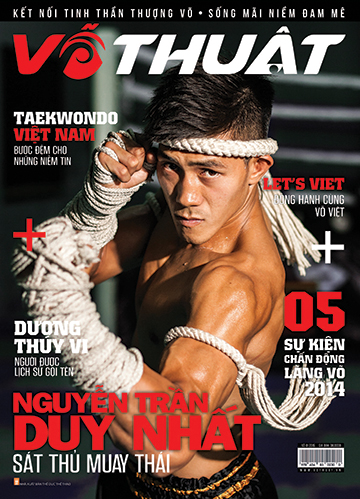 KẾT NỐI TINH THẦN THƯỢNG VÕ • SỐNG MÃI NIỀM ĐAM MÊ
VÕ THUẬT
TAEKWONDO
VIỆT NAM
BƯỚC ĐỆM CHO
NHỮNG NIỀM TIN
LET'S VIET
ĐỒNG HÀNH CÙNG
VÕ VIỆT
+
+
05
SỰ KIỆN
CHẤN ĐỘNG
LÀNG VÕ
2014
DƯƠNG
THÚY VI
NGƯỜI ĐƯỢC
LỊCH SỬ GỌI TÊN
NGUYỄN TRẦN
DUY NHẤT
SÁT THỦ MUAY THÁI